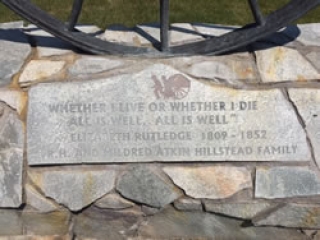 WHETHER I LIVE OR WHETHER I DIE
ALL IS WELL, ALL IS WELL"
ELIZABETH RUTLEDGE 1809 - 1852
R.H. AND MILDRED ATKIN HILLSTEAD FAMILY